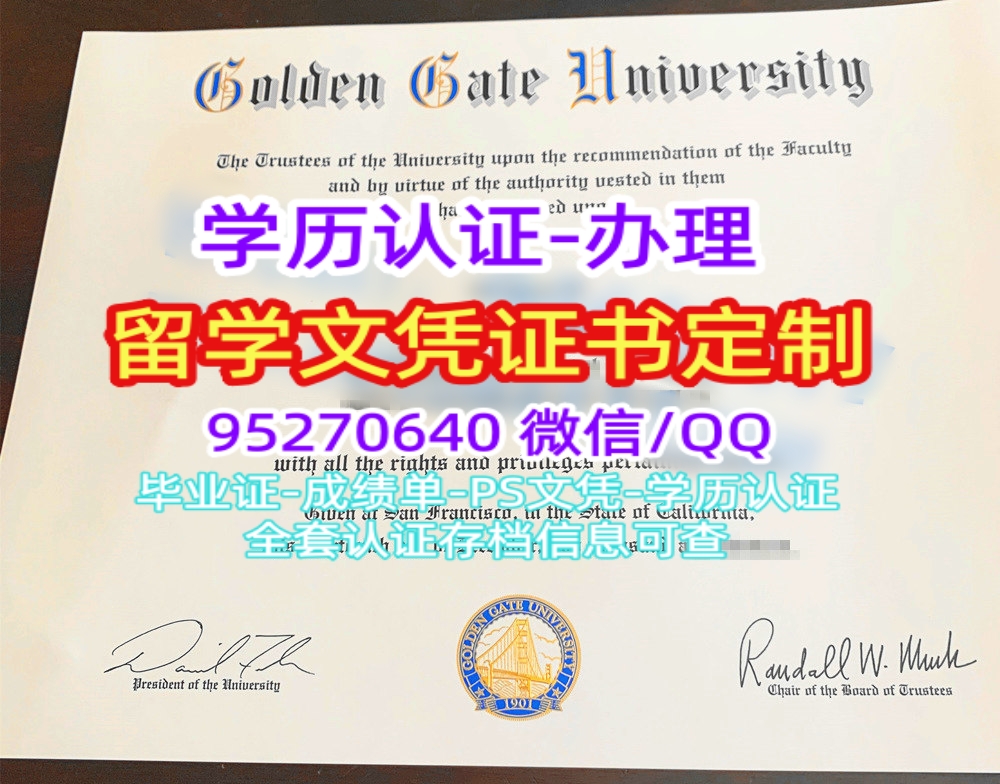 Golden Gate University
The Trustees of the University upon the recommendation of the Faculty
and by virtue of the authority vested in them
学历认证-办理
留学文凭证书定制
95270640 微信/QQ
with all the rights and privileges
毕业证-成绩单-PS文凭-学历认证
Given at San Francisco, in the State of California,
全套认证存档信息可查
GOLDEN GATE UNIVERSITY
1901
President of the University
Randall W.
Chair of the Board of Trustees